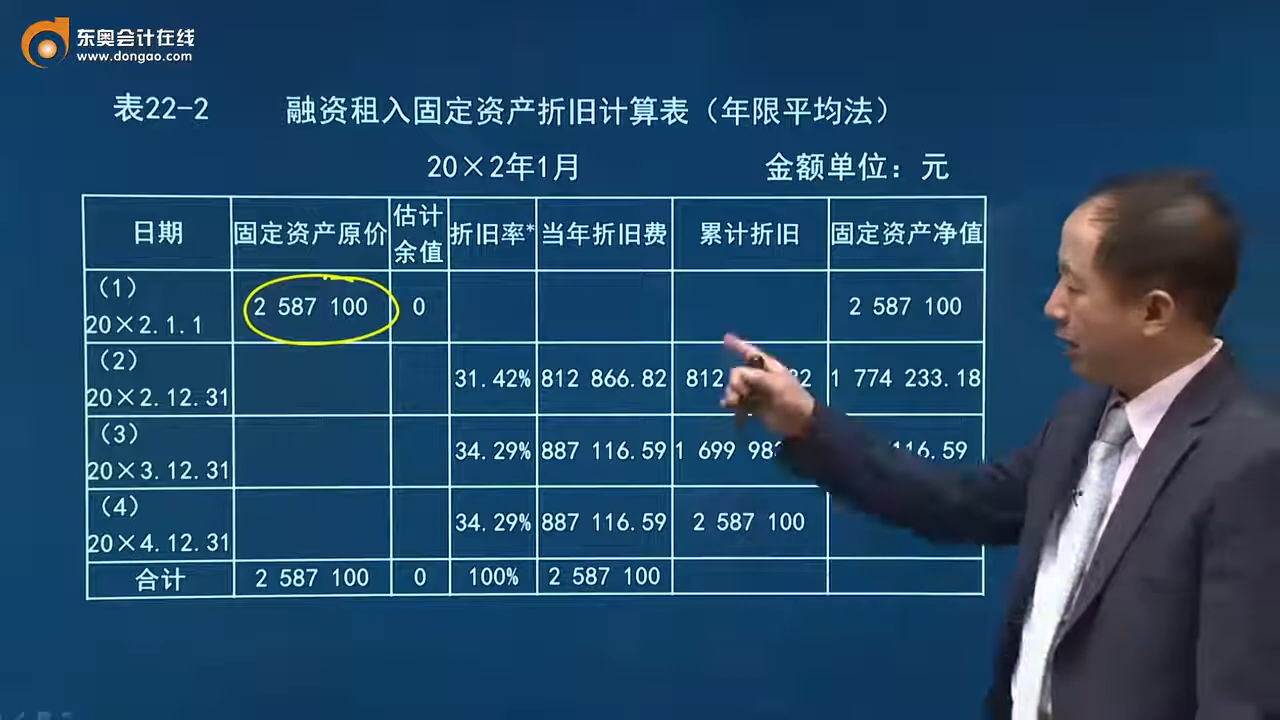 东奥会计在线
www.dongao.com
表22-2 融资租入固定资产折旧计算表（年限平均法）
20×2年1月 金额单位：元
日期 固定资产原价 估计余值 折旧率* 当年折旧费 累计折旧 固定资产净值
（1）20×2.1.1 2 587 100 0 2 587 100
（2）20×2.12.31 31.42% 812 866.82 812 1 774 233.18
（3）20×3.12.31 34.29% 887 116.59 1 699
（4）20×4.12.31 34.29% 887 116.59 2 587 100
合计 2 587 100 0 100% 2 587 100